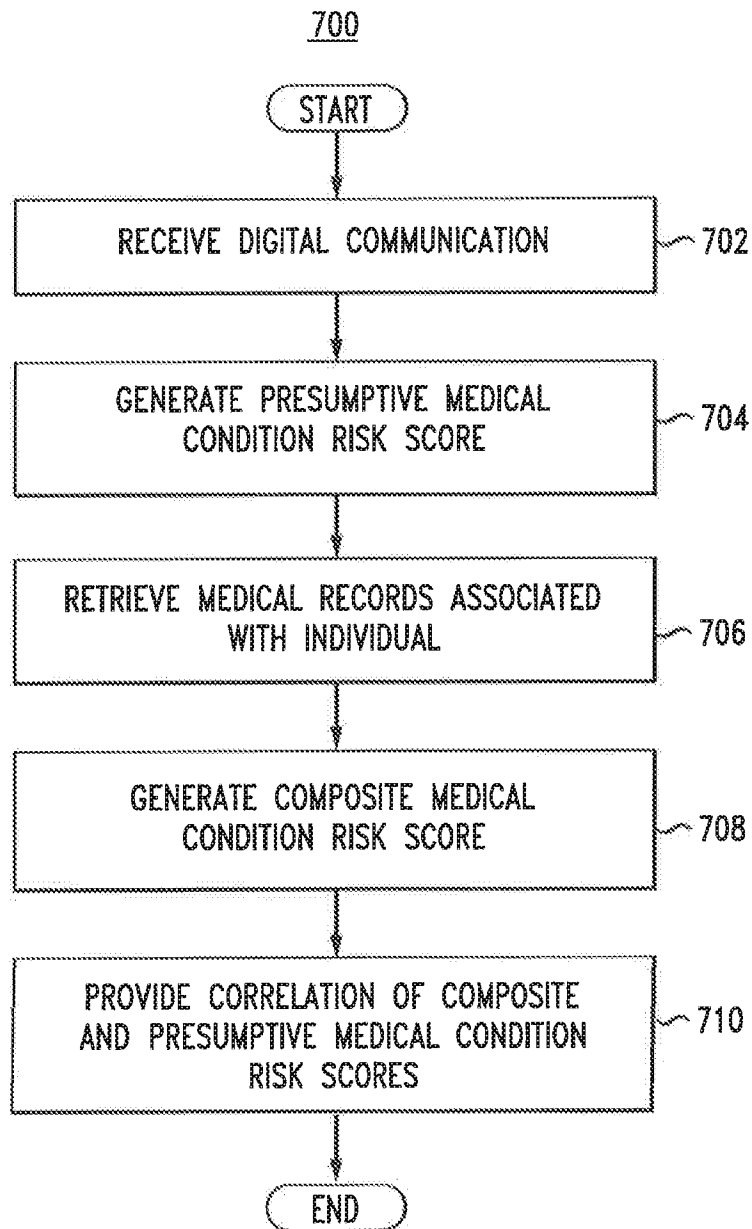 700
START
RECEIVE DIGITAL COMMUNICATION
702
GENERATE PRESUMPTIVE MEDICAL
CONDITION RISK SCORE
704
RETRIEVE MEDICAL RECORDS ASSOCIATED
WITH INDIVIDUAL
706
GENERATE COMPOSITE MEDICAL
CONDITION RISK SCORE
708
PROVIDE CORRELATION OF COMPOSITE
AND PRESUMPTIVE MEDICAL CONDITION
RISK SCORES
710
END